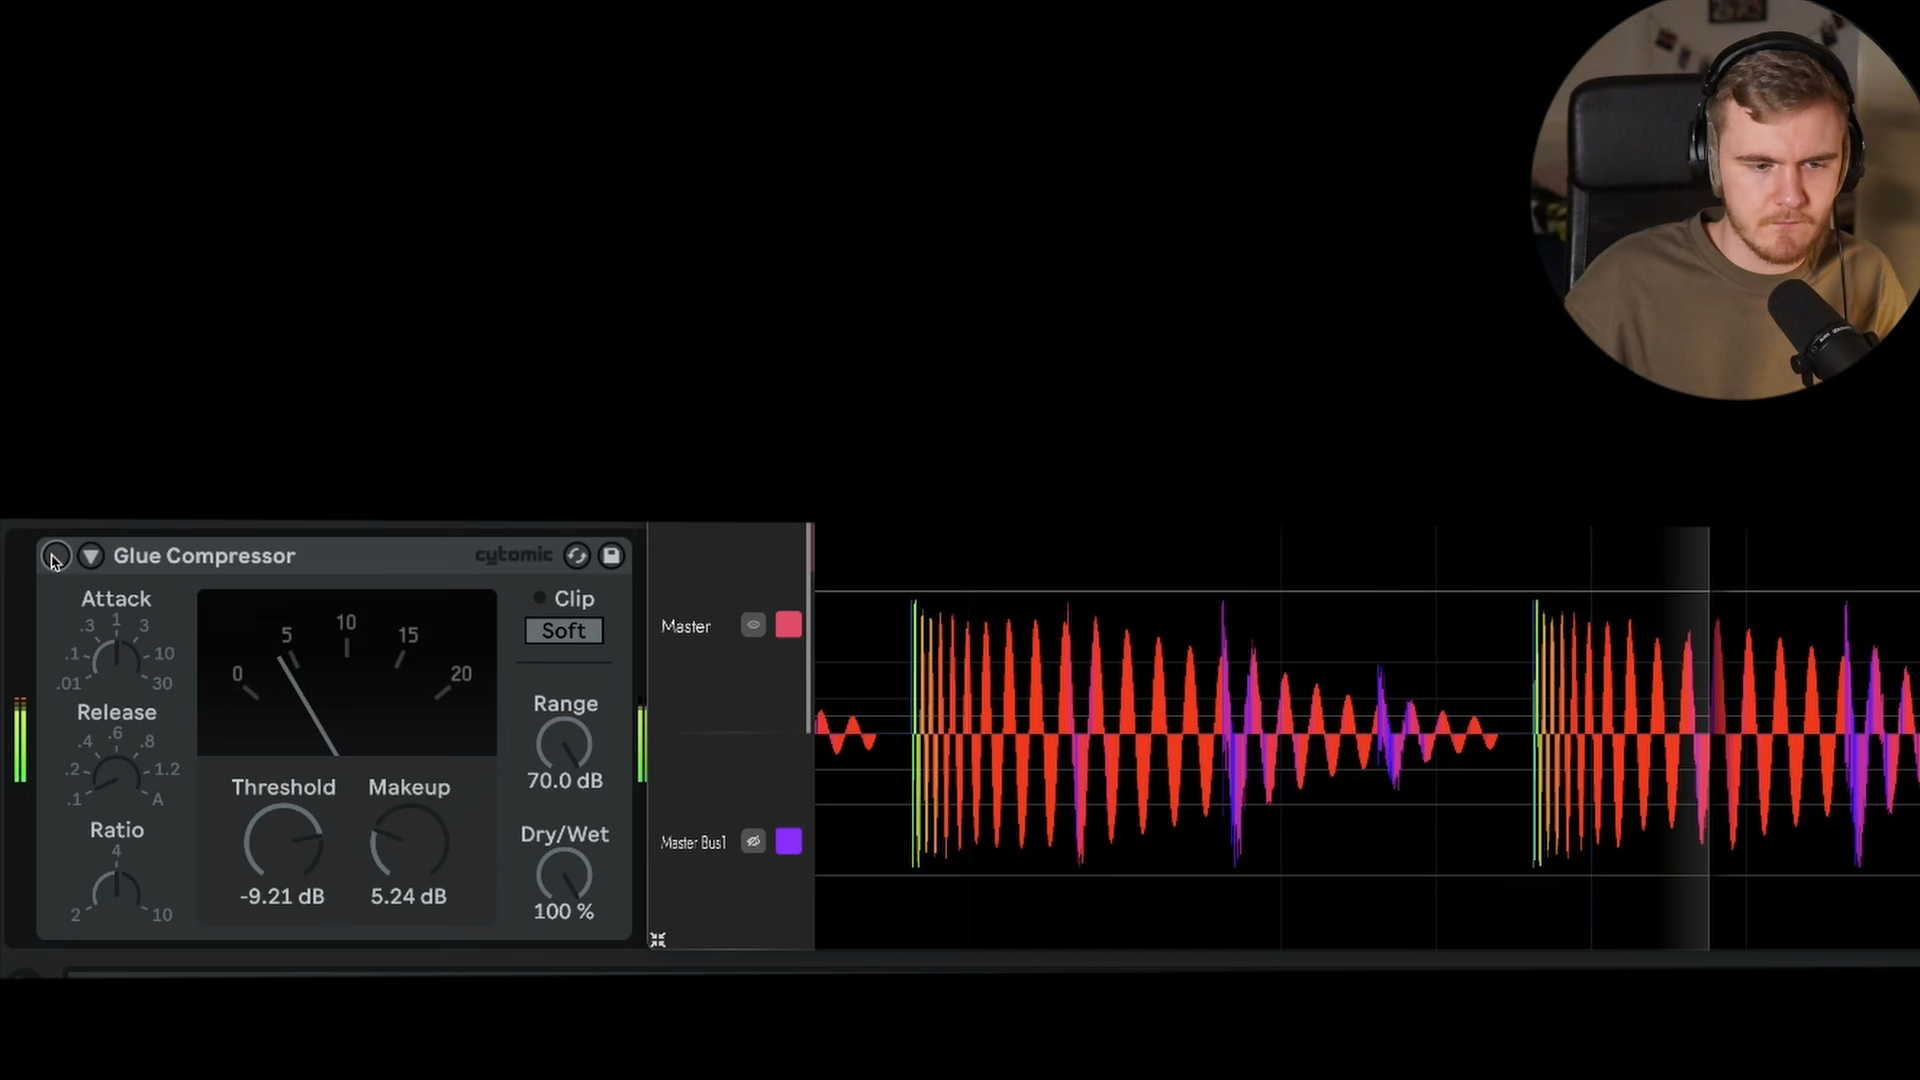 Glue Compressor
cytomic
Attack
.01 .1 .3 1 3 10 30
Release
.1 .2 .4 .6 .8 1.2 A
Ratio
2 4 10
0 5 10 15 20
Threshold
-9.21 dB
Makeup
5.24 dB
Clip
Soft
Range
70.0 dB
Dry/Wet
100 %
Master
Master Bus1